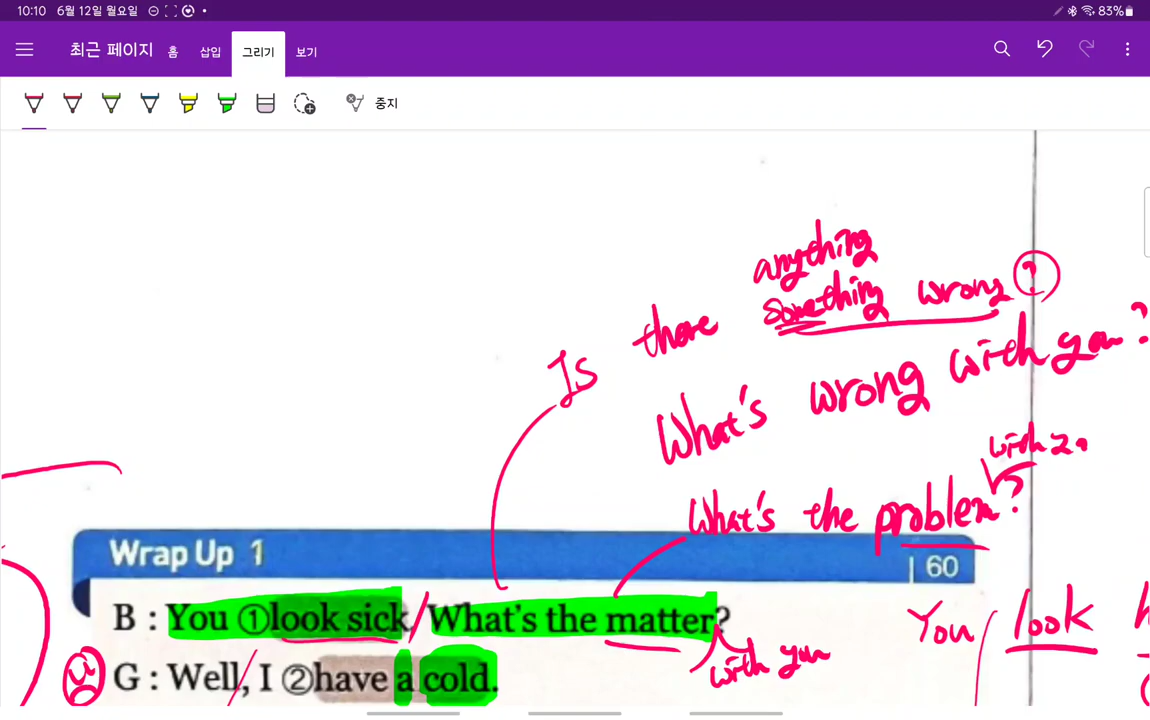 10:10 6월 12일 월요일 83%
최근 페이지 홈 삽입 그리기 보기
중지
anything
Is there something wrong?
What's wrong with you?
with
What's the problem?
Wrap Up 1
60
B : You ①look sick. What's the matter?
with you
You look
G : Well, I ②have a cold.